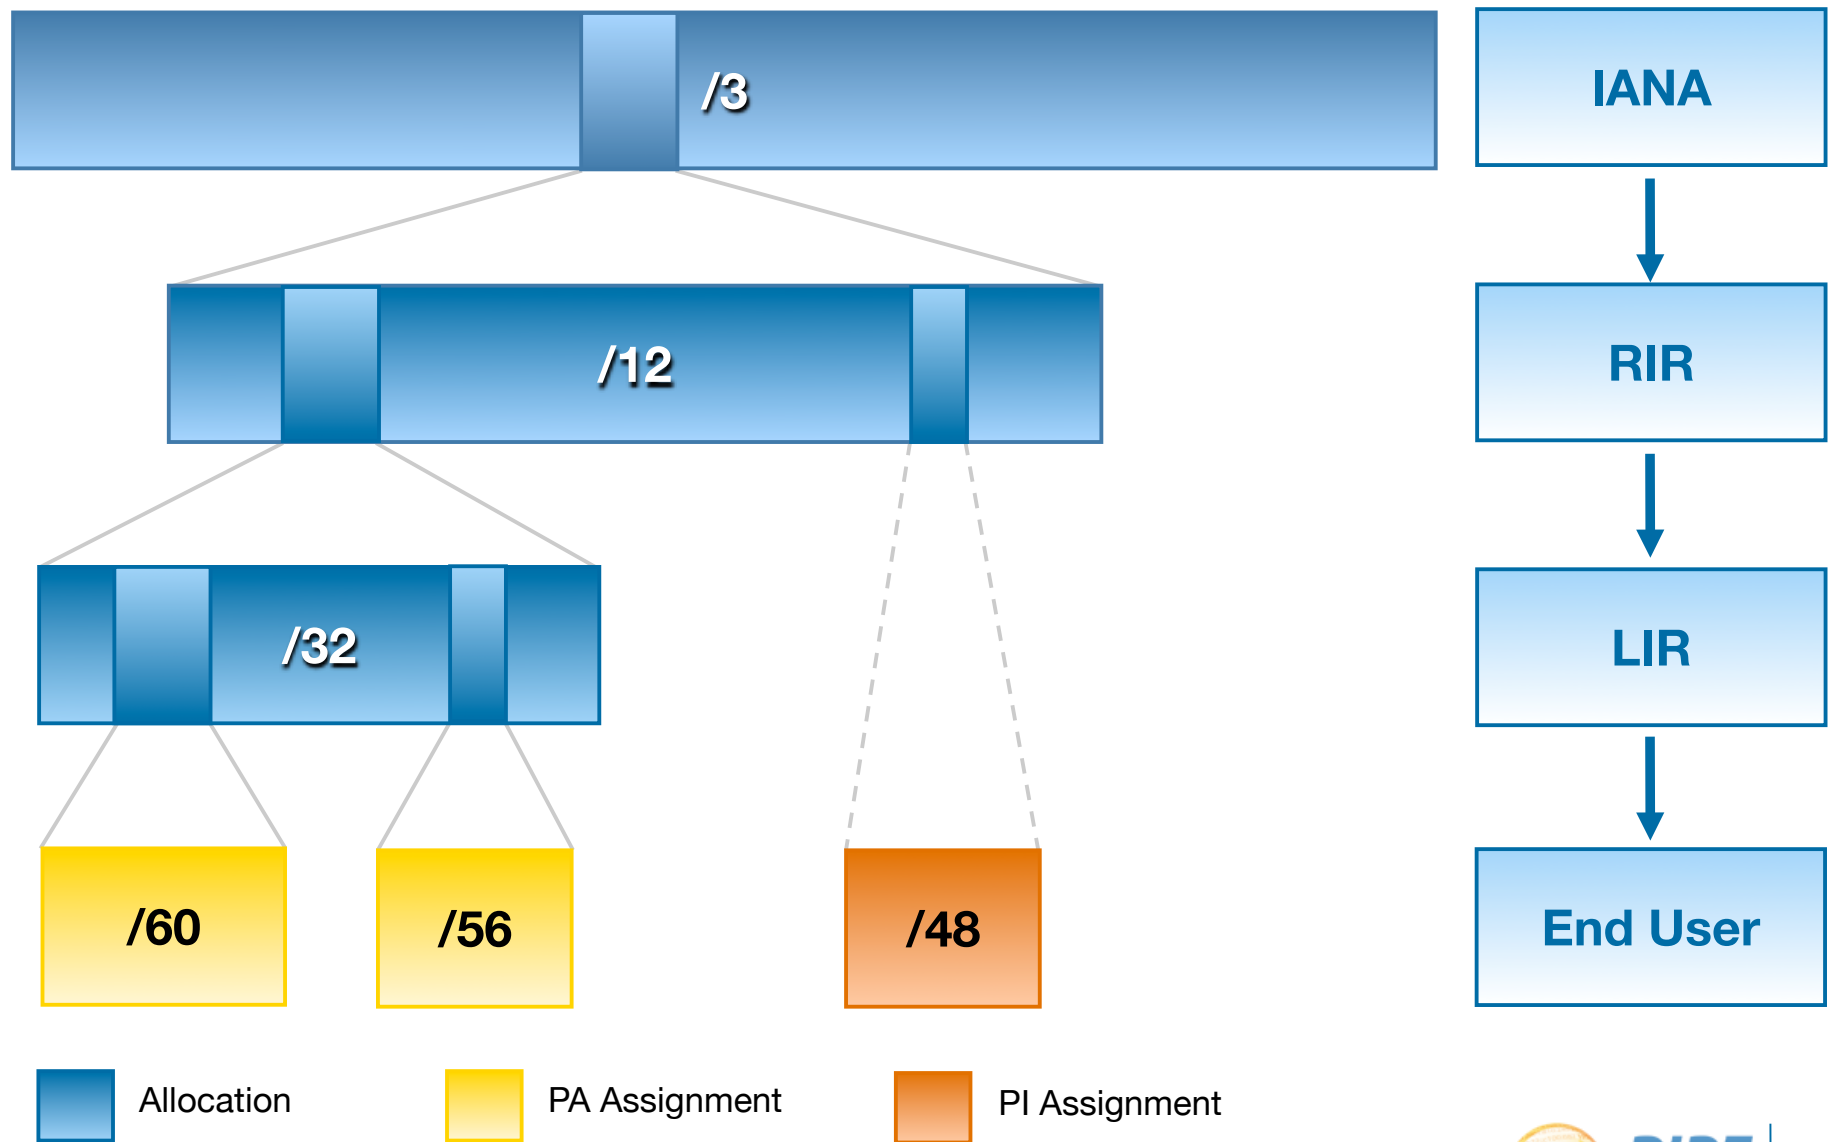 /3
IANA
/12
RIR
/32
LIR
/60
/56
/48
End User
Allocation
PA Assignment
PI Assignment